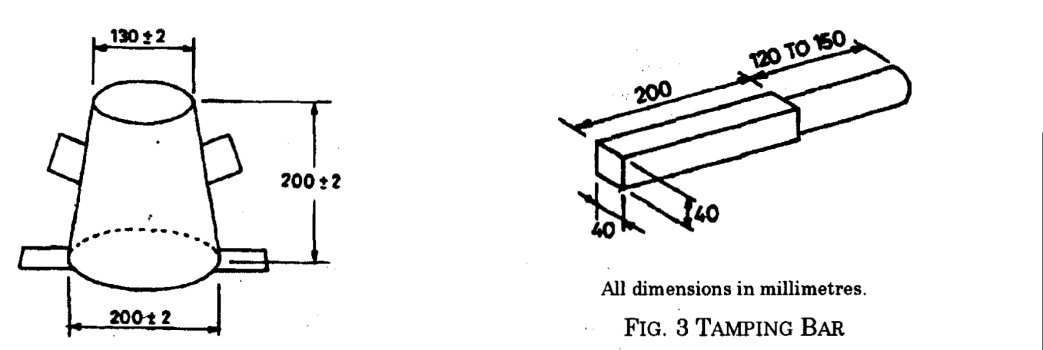 130 ± 2
200 ± 2
200 ± 2
200
120 TO 150
40
40
All dimensions in millimetres.
FIG. 3 TAMPING BAR